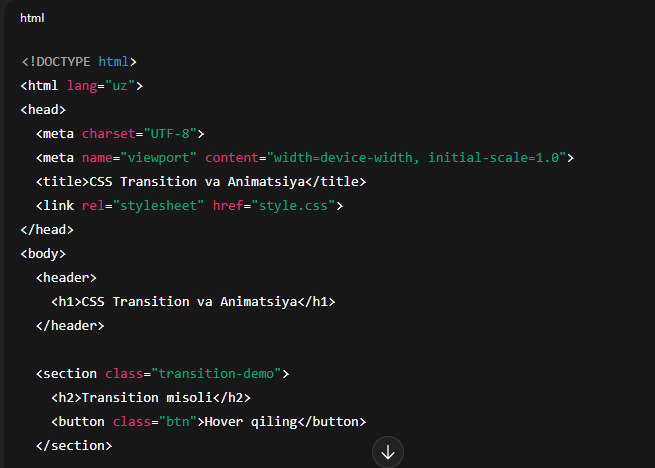 html
<!DOCTYPE html>
<html lang="uz">
<head>
  <meta charset="UTF-8">
  <meta name="viewport" content="width=device-width, initial-scale=1.0">
  <title>CSS Transition va Animatsiya</title>
  <link rel="stylesheet" href="style.css">
</head>
<body>
  <header>
    <h1>CSS Transition va Animatsiya</h1>
  </header>
  <section class="transition-demo">
    <h2>Transition misoli</h2>
    <button class="btn">Hover qiling</button>
  </section>